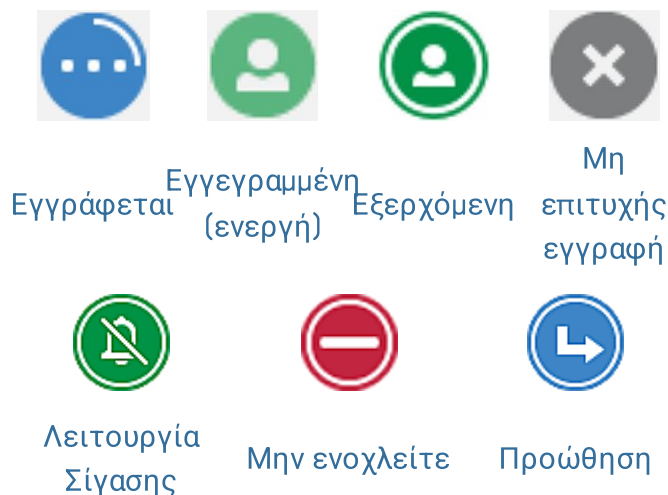 Εγγράφεται
Εγγεγραμμένη
(ενεργή)
Εξερχόμενη
Μη
επιτυχής
εγγραφή
Λειτουργία
Σίγασης
Μην ενοχλείτε
Προώθηση